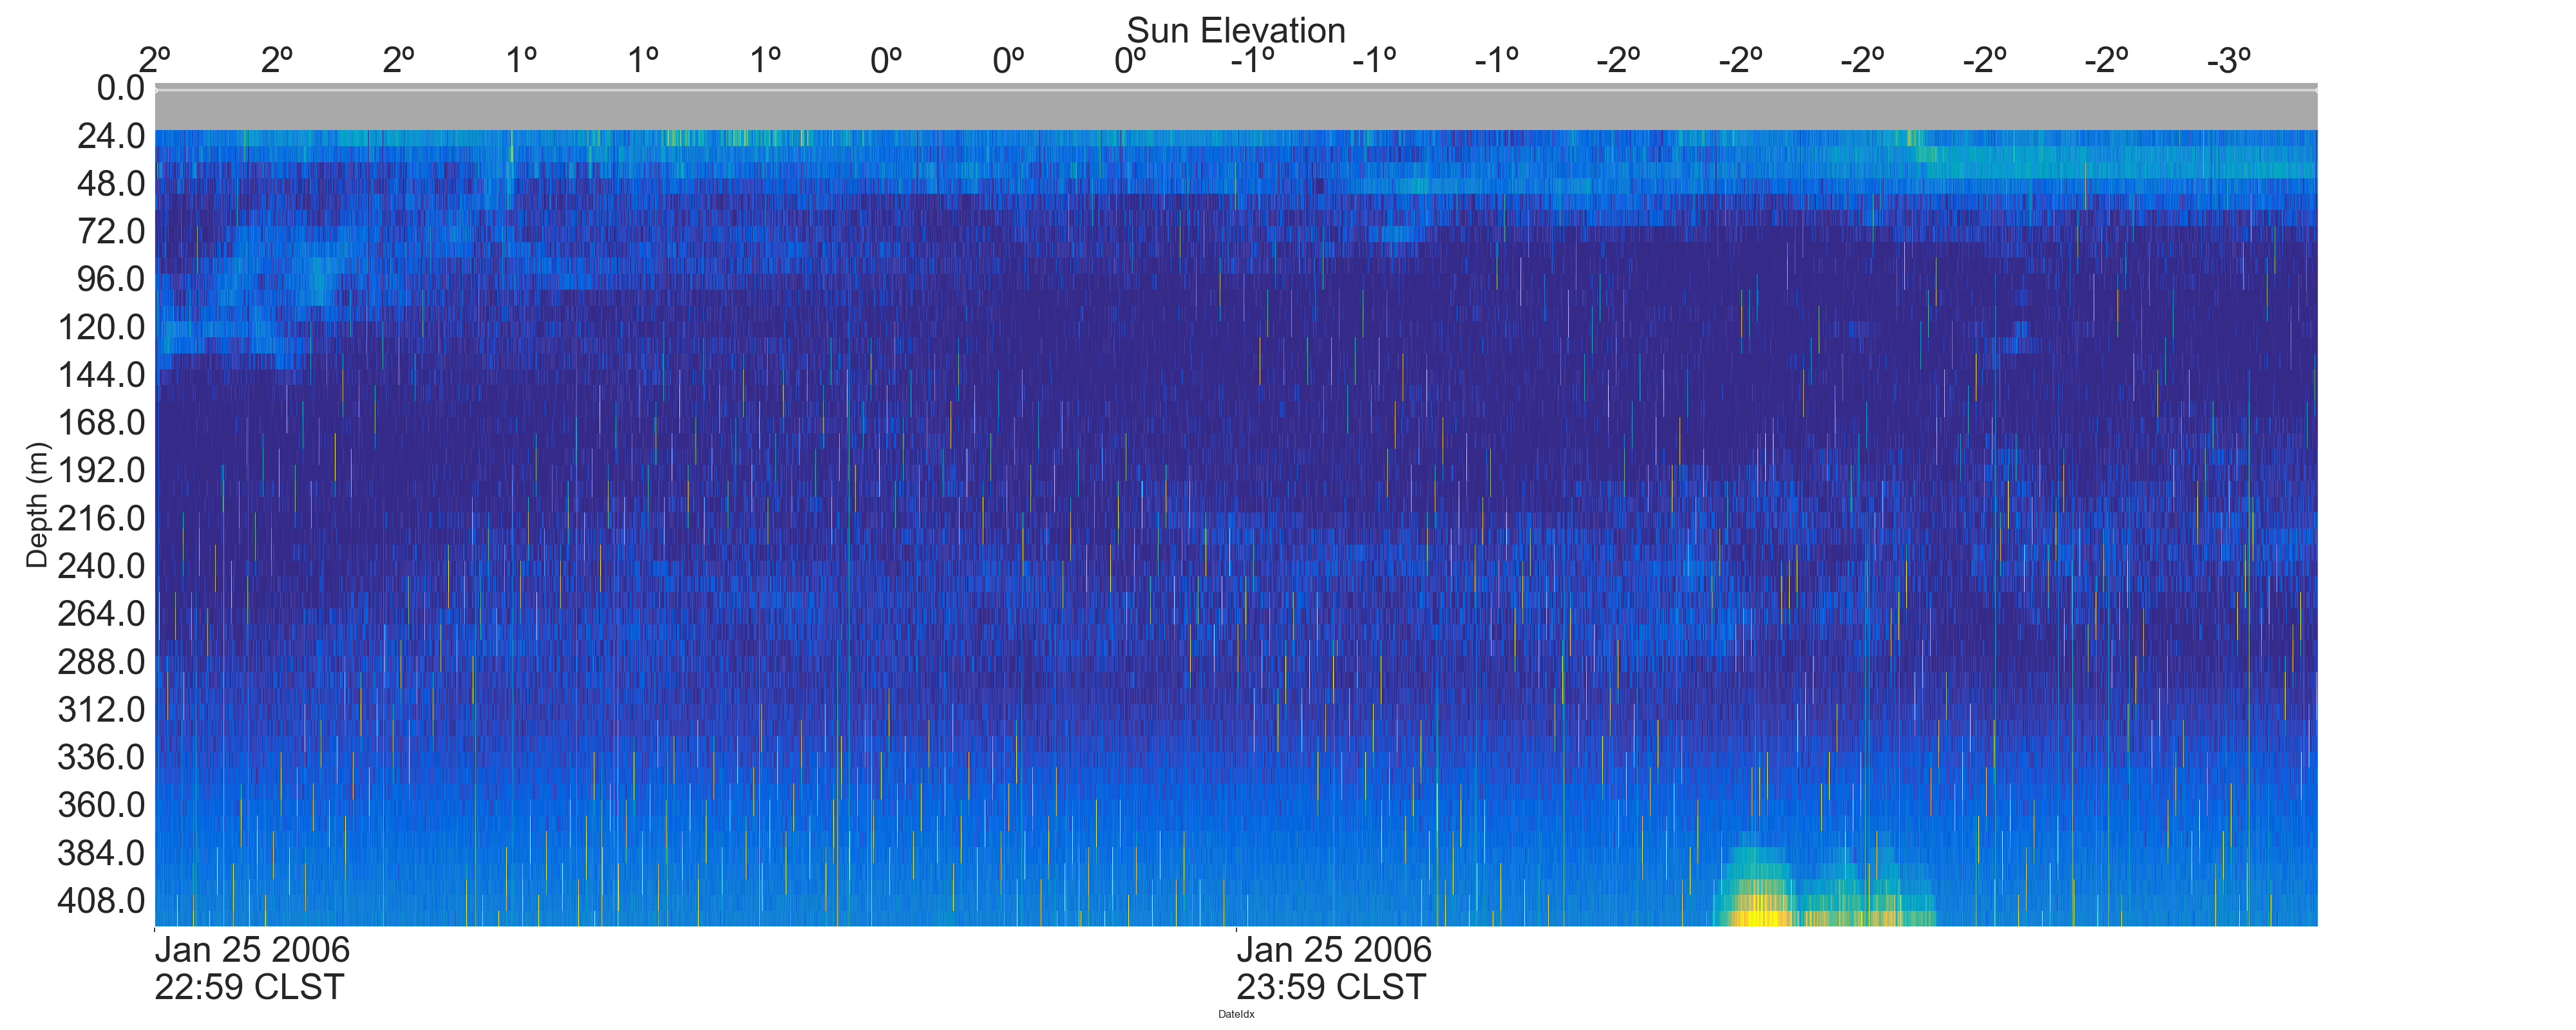 Sun Elevation
2º 2º 2º 1º 1º 1º 0º 0º 0º -1º -1º -1º -2º -2º -2º -2º -2º -3º
0.0
24.0
48.0
72.0
96.0
120.0
144.0
168.0
192.0
216.0
240.0
264.0
288.0
312.0
336.0
360.0
384.0
408.0
Depth (m)
Jan 25 2006
22:59 CLST
Jan 25 2006
23:59 CLST
DateIdx